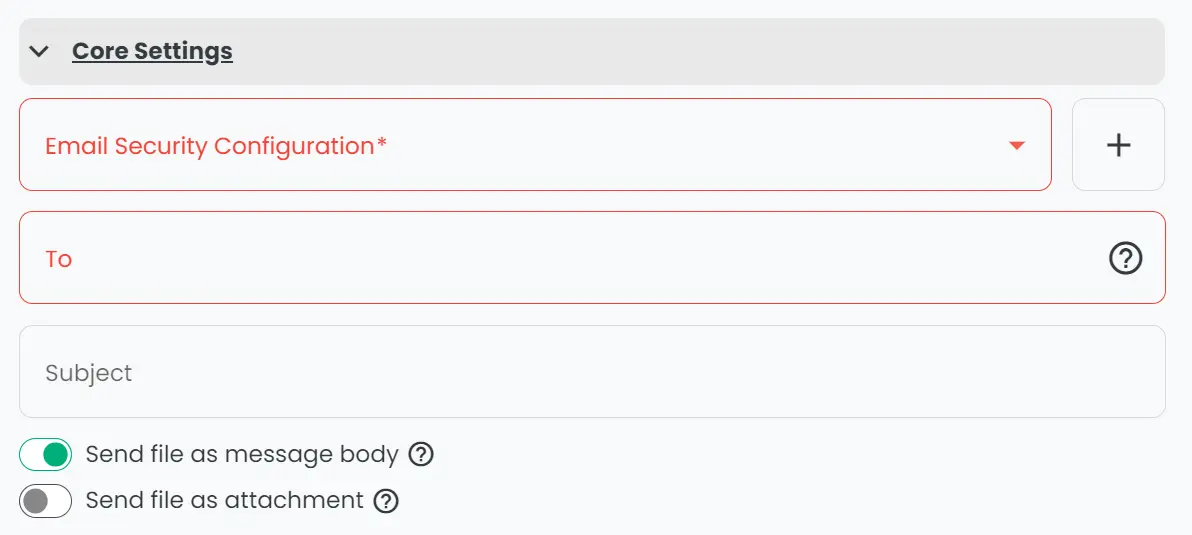 Core Settings
Email Security Configuration*
To
Subject
Send file as message body
Send file as attachment